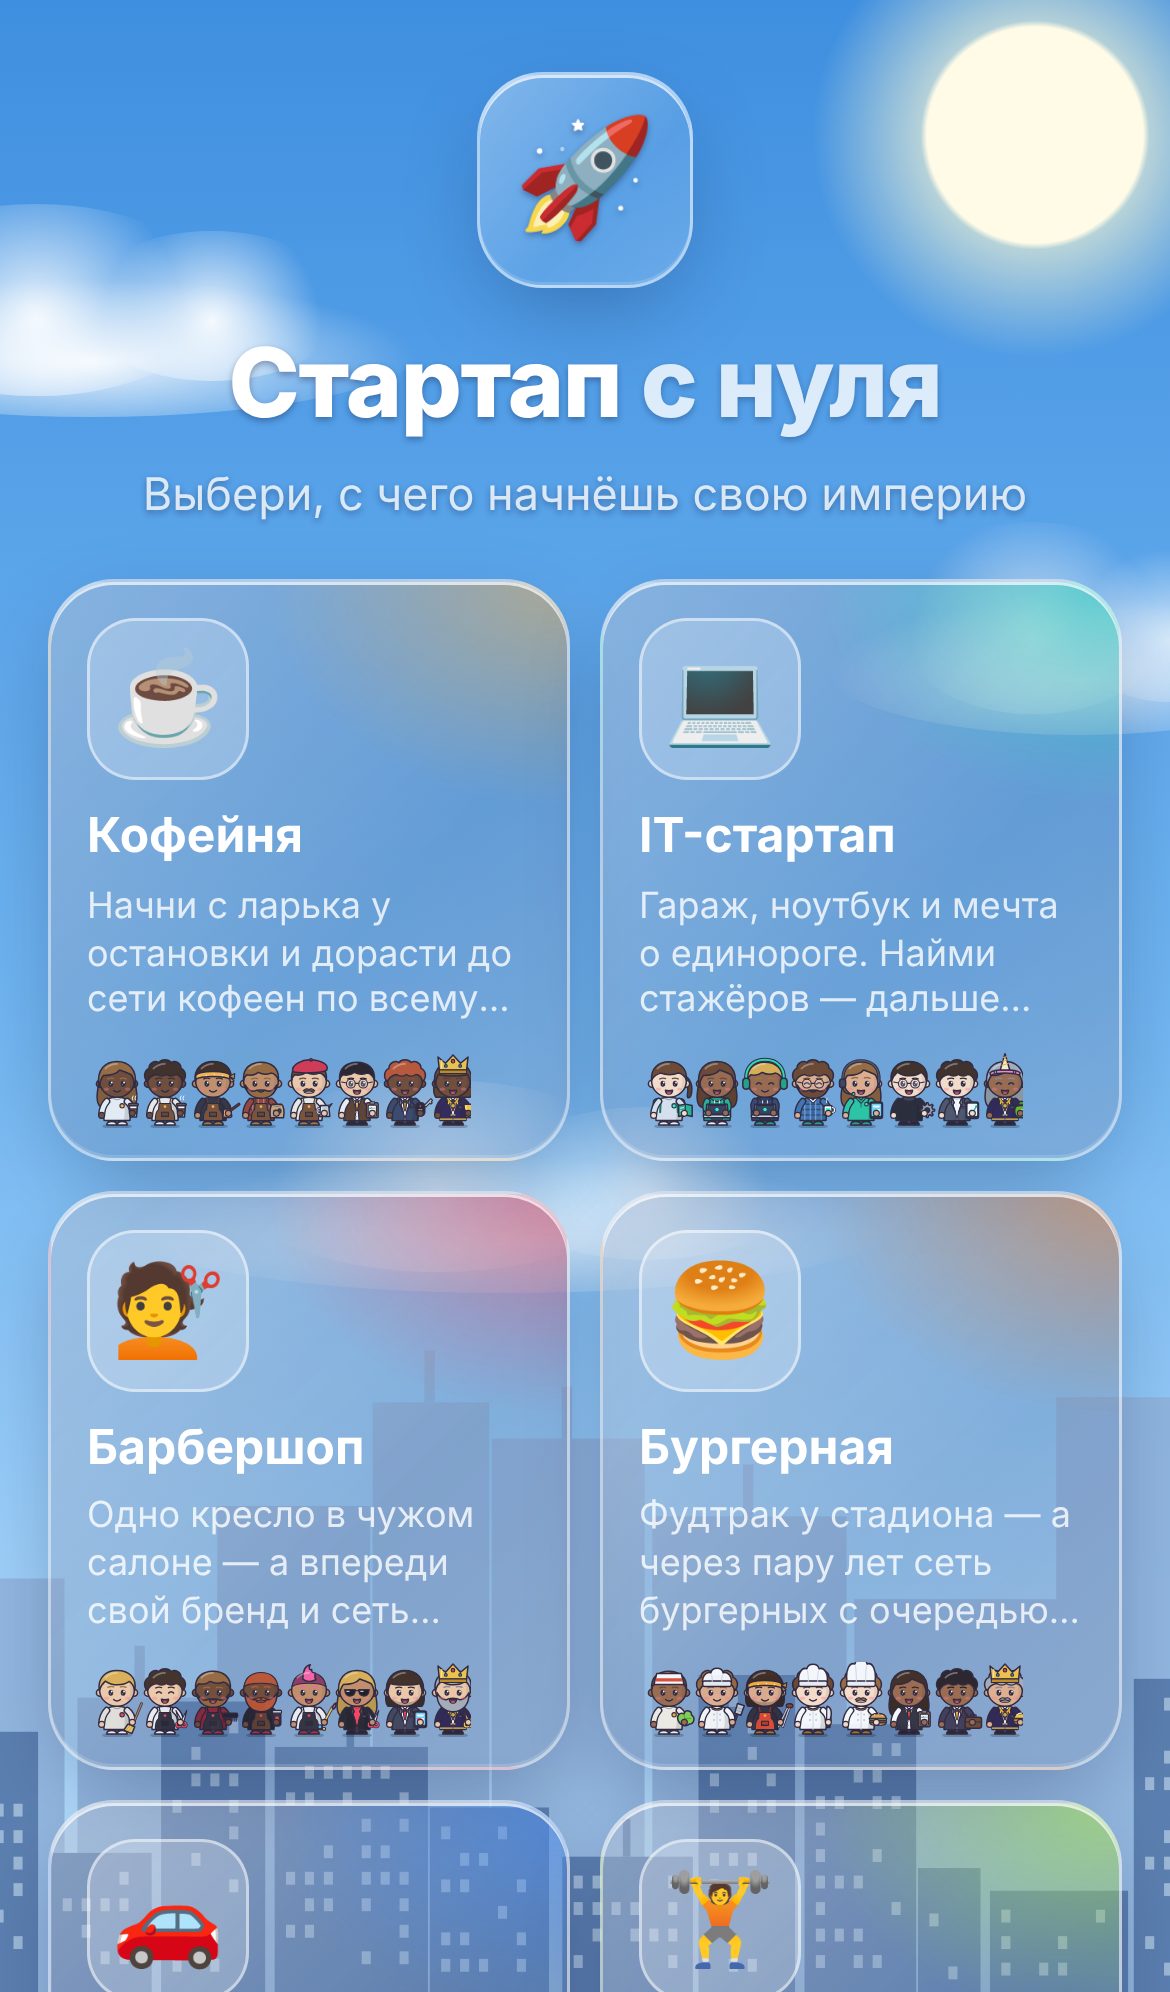 Стартап с нуля
Выбери, с чего начнёшь свою империю
Кофейня
Начни с ларька у
остановки и дорасти до
сети кофеен по всему...
IT-стартап
Гараж, ноутбук и мечта
о единороге. Найми
стажёров — дальше...
Барбершоп
Одно кресло в чужом
салоне — а впереди
свой бренд и сеть...
Бургерная
Фудтрак у стадиона — а
через пару лет сеть
бургерных с очередью...